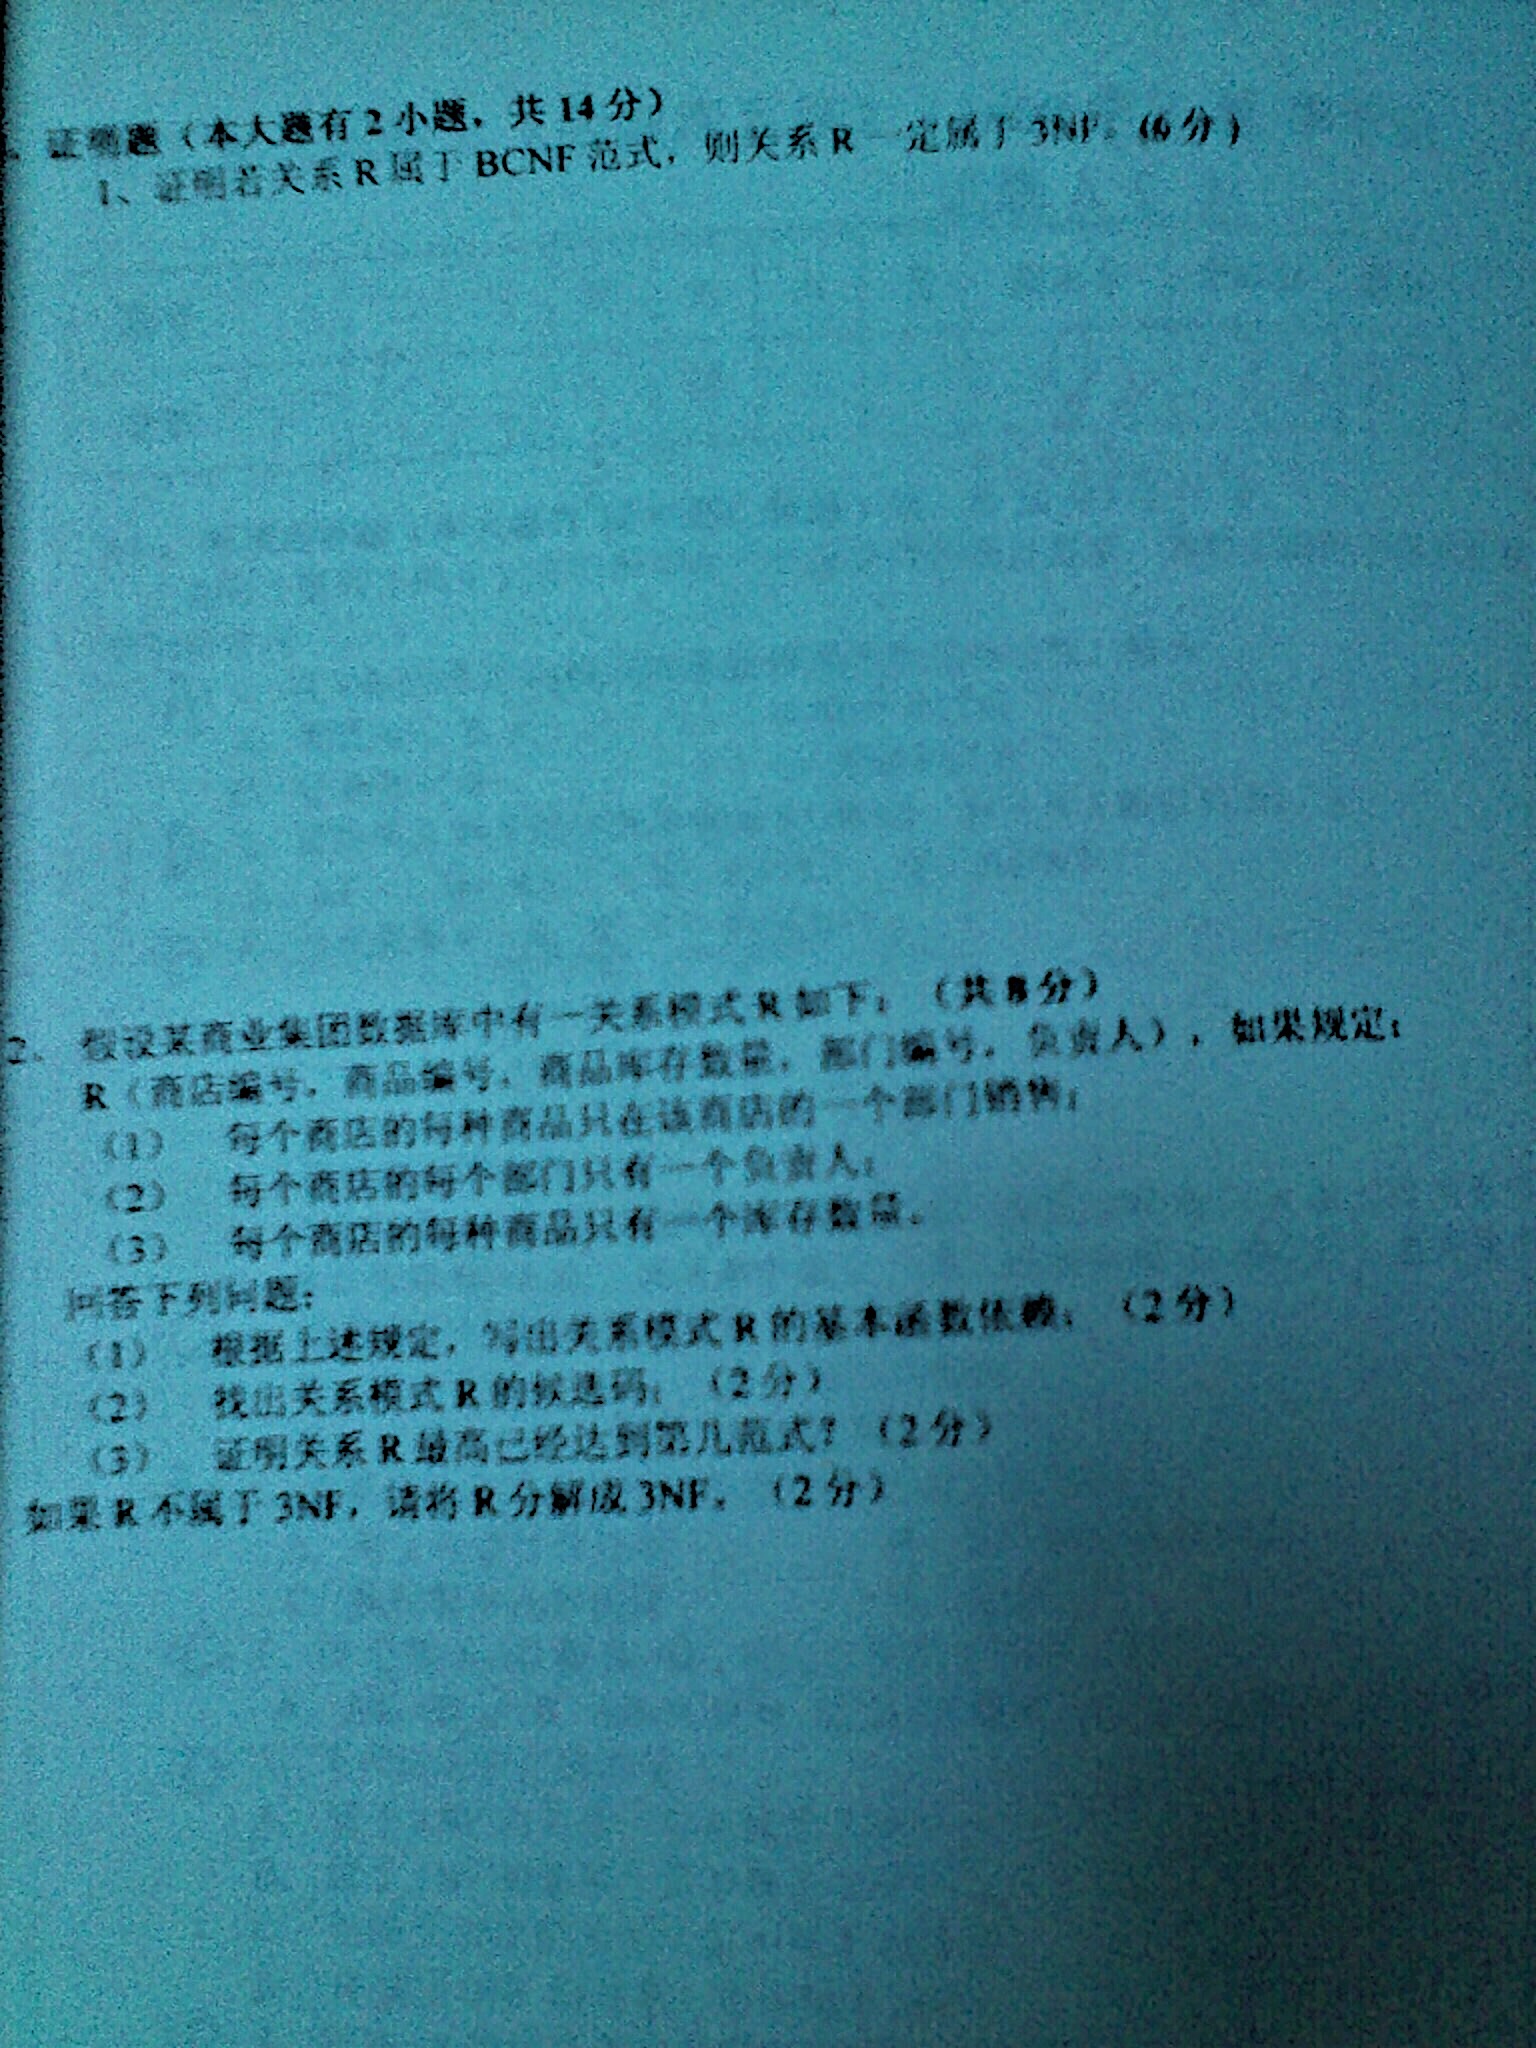 证明题（本大题有 2 小题，共 14 分）
1、证明若关系 R 属于 BCNF 范式，则关系 R 一定属于 3NF。(6 分)
2、假设某商业集团数据库中有一关系模式 R 如下：（共 8 分）
R（商店编号，商品编号，商品库存数量，部门编号，负责人），如果规定：
（1） 每个商店的每种商品只在该商店的一个部门销售；
（2） 每个商店的每个部门只有一个负责人；
（3） 每个商店的每种商品只有一个库存数量。
回答下列问题：
（1） 根据上述规定，写出关系模式 R 的基本函数依赖；（2 分）
（2） 找出关系模式 R 的候选码；（2 分）
（3） 证明关系 R 最高已经达到第几范式？（2 分）
如果 R 不属于 3NF，请将 R 分解成 3NF。（2 分）